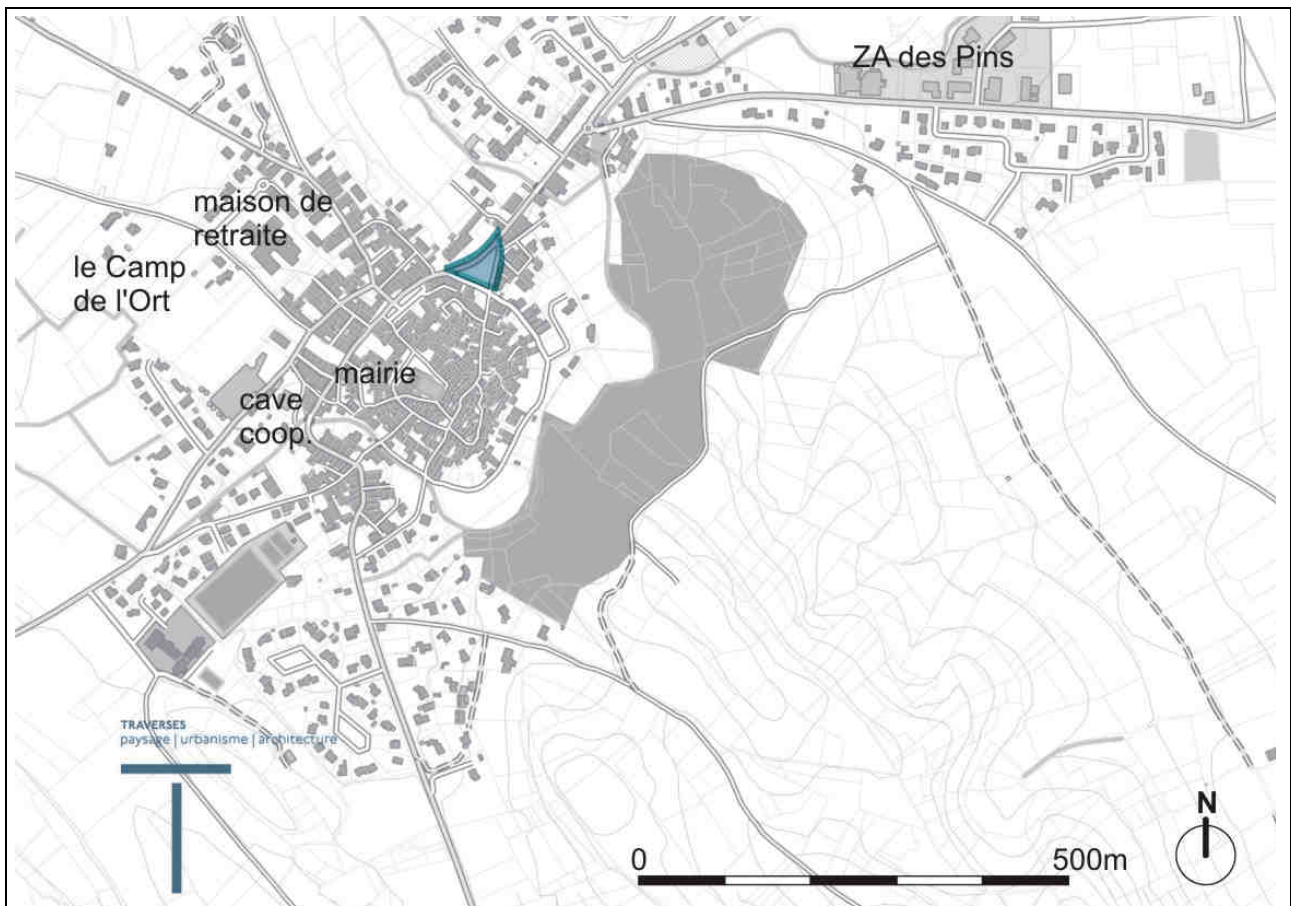 ZA des Pins
maison de
retraite
le Camp
de l'Ort
mairie
cave
coop.
TRAVERSES
paysage | urbanisme | architecture
N
0
500m